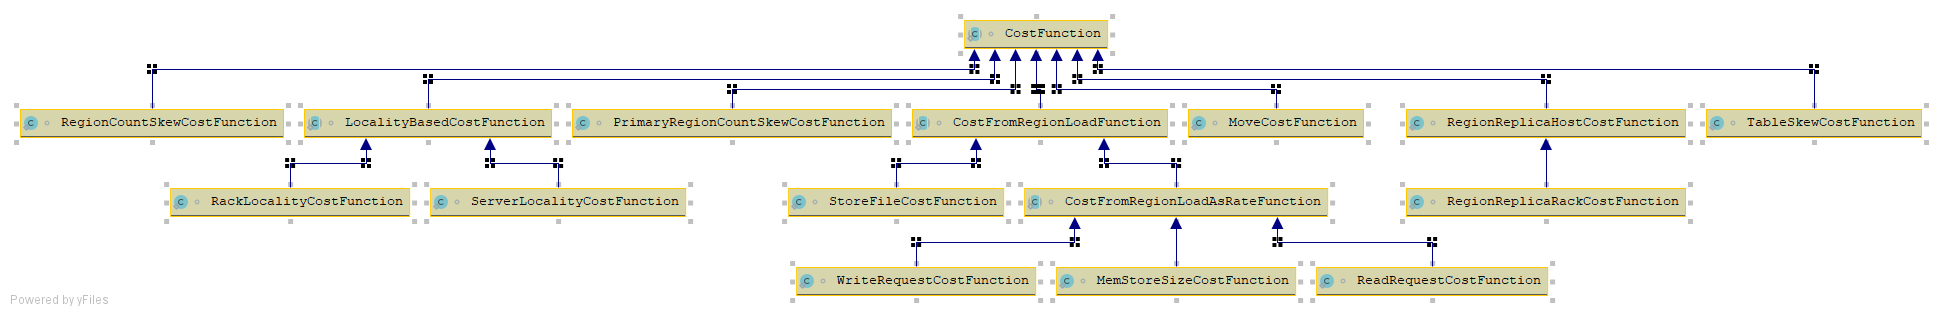 CostFunction
RegionCountSkewCostFunction
LocalityBasedCostFunction
PrimaryRegionCountSkewCostFunction
CostFromRegionLoadFunction
MoveCostFunction
RegionReplicaHostCostFunction
TableSkewCostFunction
RackLocalityCostFunction
ServerLocalityCostFunction
StoreFileCostFunction
CostFromRegionLoadAsRateFunction
RegionReplicaRackCostFunction
WriteRequestCostFunction
MemStoreSizeCostFunction
ReadRequestCostFunction
Powered by yFiles